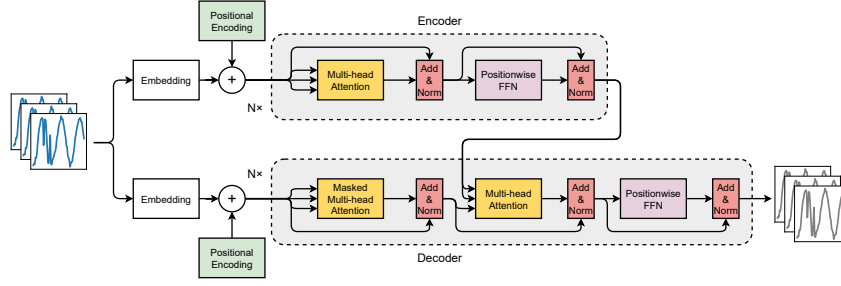 Encoder
Positional
Encoding
Embedding
+
Multi-head
Attention
Add
&
Norm
Positionwise
FFN
Add
&
Norm
N×
N×
Embedding
+
Masked
Multi-head
Attention
Add
&
Norm
Multi-head
Attention
Add
&
Norm
Positionwise
FFN
Add
&
Norm
Positional
Encoding
Decoder